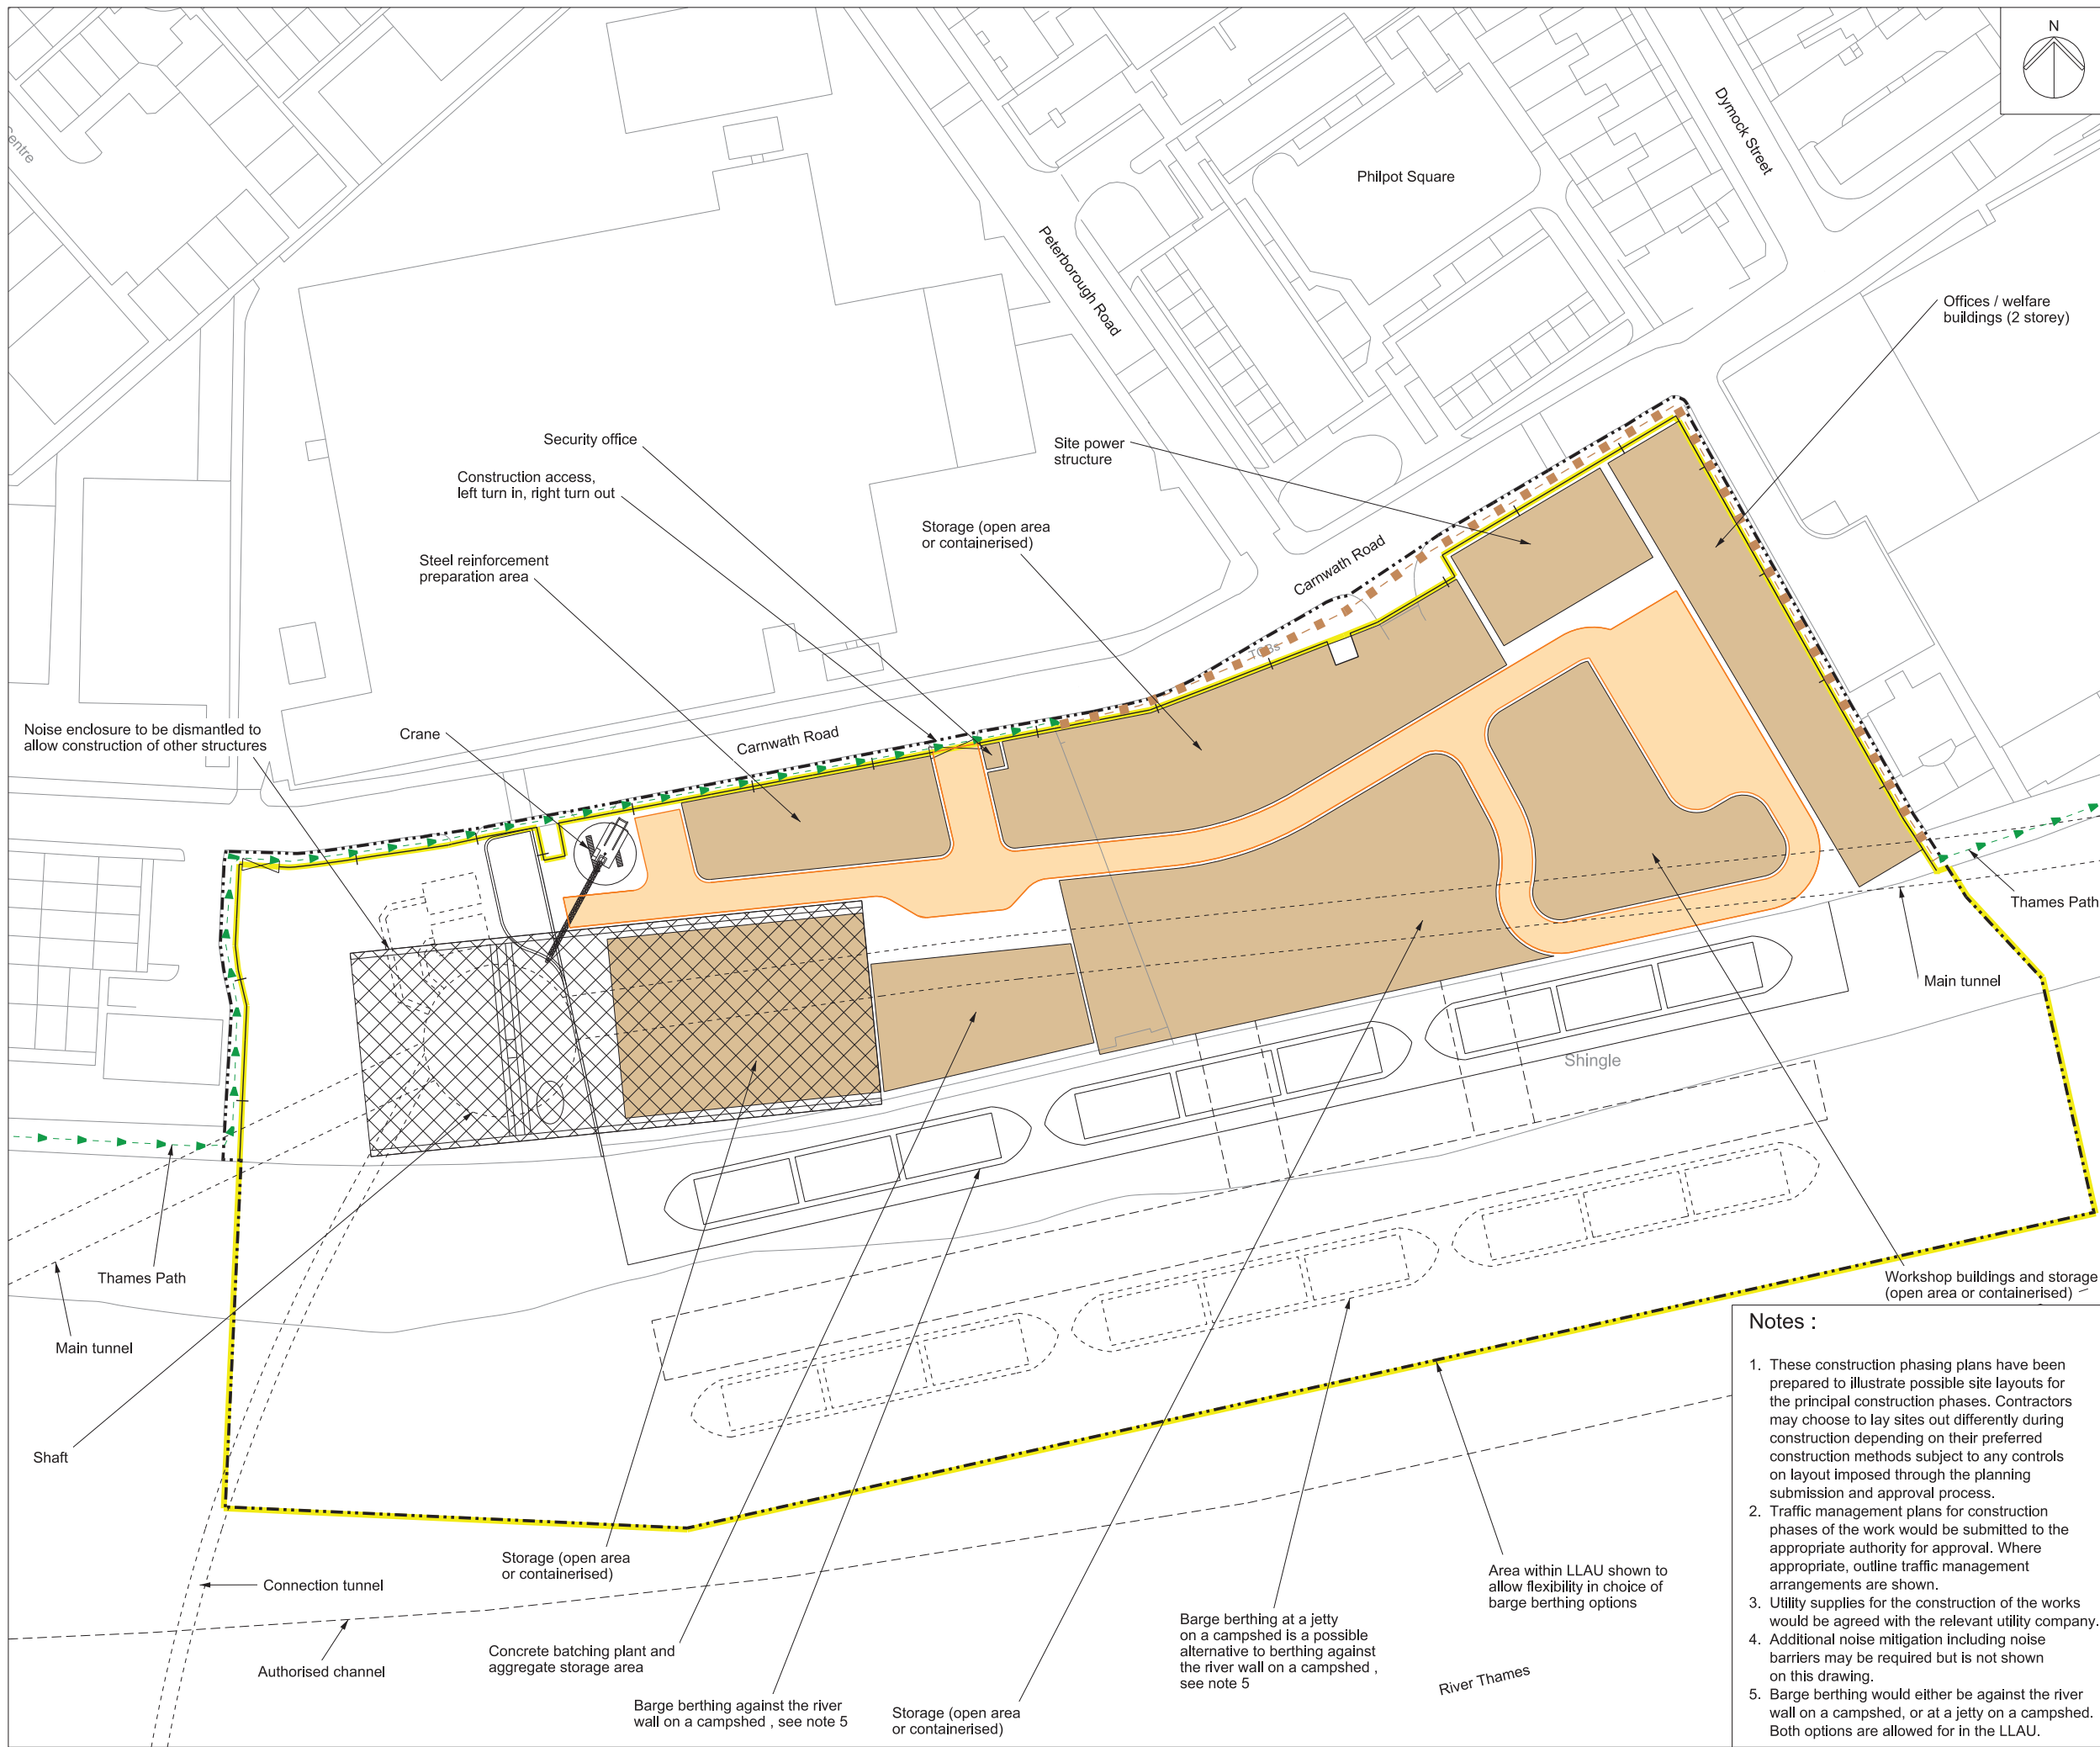 N
Centre
Dymock Street
Philpot Square
Peterborough Road
Offices / welfare
buildings (2 storey)
Security office
Site power
structure
Construction access,
left turn in, right turn out
Storage (open area
or containerised)
Carnwath Road
Steel reinforcement
preparation area
TCBs
Noise enclosure to be dismantled to
allow construction of other structures
Crane
Carnwath Road
Thames Path
Main tunnel
Shingle
Thames Path
Main tunnel
Workshop buildings and storage
(open area or containerised)
Shaft
Storage (open area
or containerised)
Connection tunnel
Authorised channel
Concrete batching plant and
aggregate storage area
Barge berthing against the river
wall on a campshed , see note 5
Storage (open area
or containerised)
Barge berthing at a jetty
on a campshed is a possible
alternative to berthing against
the river wall on a campshed ,
see note 5
Area within LLAU shown to
allow flexibility in choice of
barge berthing options
River Thames
Notes :
1. These construction phasing plans have been
prepared to illustrate possible site layouts for
the principal construction phases. Contractors
may choose to lay sites out differently during
construction depending on their preferred
construction methods subject to any controls
on layout imposed through the planning
submission and approval process.
2. Traffic management plans for construction
phases of the work would be submitted to the
appropriate authority for approval. Where
appropriate, outline traffic management
arrangements are shown.
3. Utility supplies for the construction of the works
would be agreed with the relevant utility company.
4. Additional noise mitigation including noise
barriers may be required but is not shown
on this drawing.
5. Barge berthing would either be against the river
wall on a campshed, or at a jetty on a campshed.
Both options are allowed for in the LLAU.